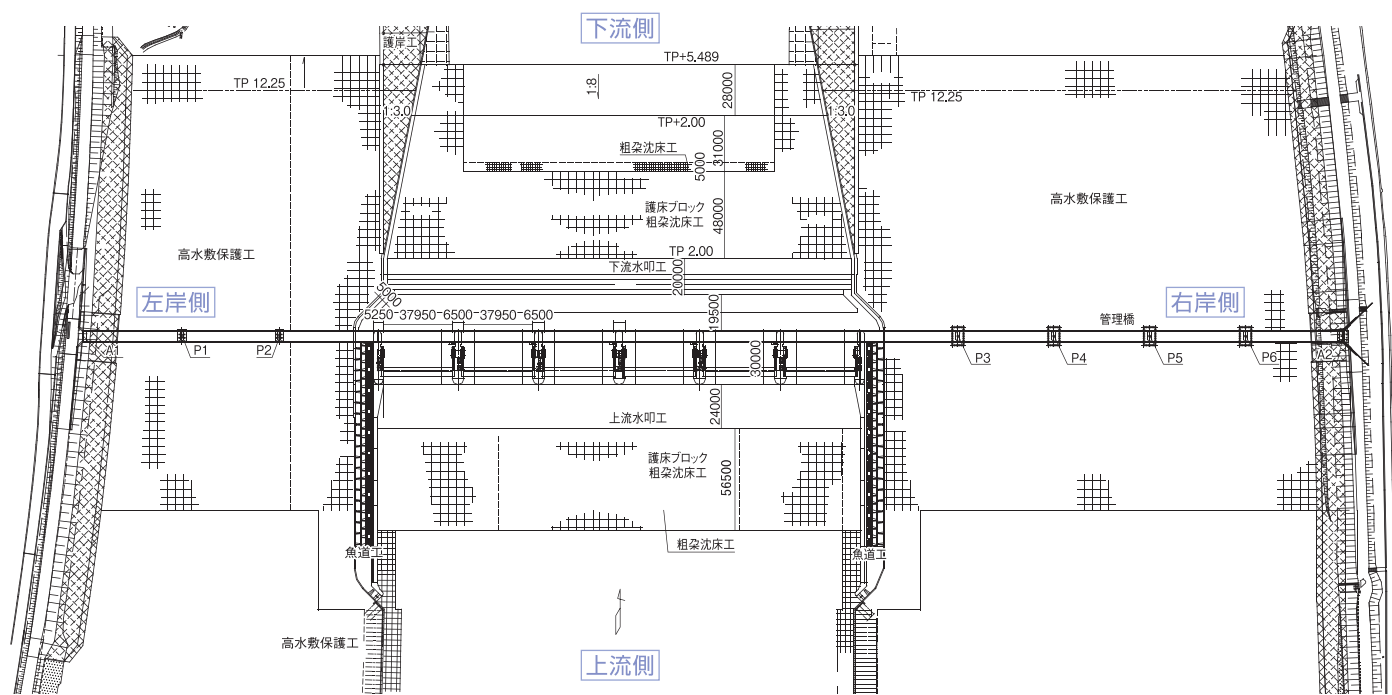 下流側
護岸工
TP+5.489
TP 12.25
1:8
28000
TP 12.25
1:3.0
1:3.0
TP+2.00
粗朶沈床工
31000
5000
高水敷保護工
護床ブロック
粗朶沈床工
48000
高水敷保護工
TP 2.00
下流水叩工
20000
左岸側
右岸側
5000
5250 37950 6500 37950 6500
19500
管理橋
A1
P1
P2
P3
P4
P5
P6
A2
30000
上流水叩工
24000
護床ブロック
粗朶沈床工
56500
粗朶沈床工
魚道工
魚道工
高水敷保護工
上流側